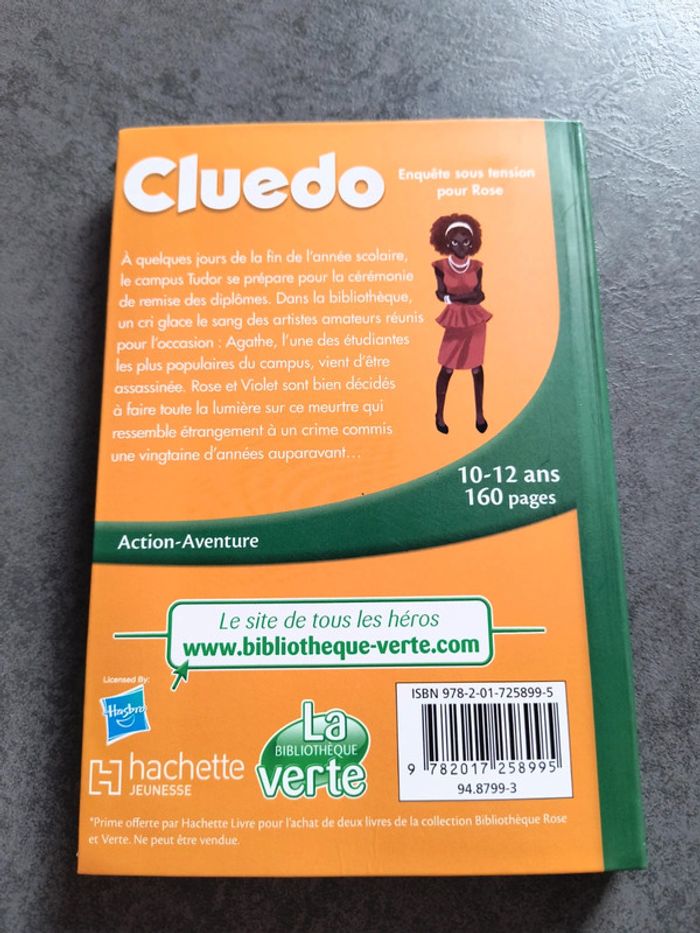 Cluedo
Enquête sous tension
pour Rose
À quelques jours de la fin de l'année scolaire,
le campus Tudor se prépare pour la cérémonie
de remise des diplômes. Dans la bibliothèque,
un cri glace le sang des artistes amateurs réunis
pour l'occasion : Agathe, l'une des étudiantes
les plus populaires du campus, vient d'être
assassinée. Rose et Violet sont bien décidés
à faire toute la lumière sur ce meurtre qui
ressemble étrangement à un crime commis
une vingtaine d'années auparavant...
10-12 ans
160 pages
Action-Aventure
Le site de tous les héros
www.bibliotheque-verte.com
Licensed By:
Hasbro
hachette
JEUNESSE
La
BIBLIOTHÈQUE
verte
ISBN 978-2-01-725899-5
9 782017 258995
94.8799-3
*Prime offerte par Hachette Livre pour l'achat de deux livres de la collection Bibliothèque Rose
et Verte. Ne peut être vendue.